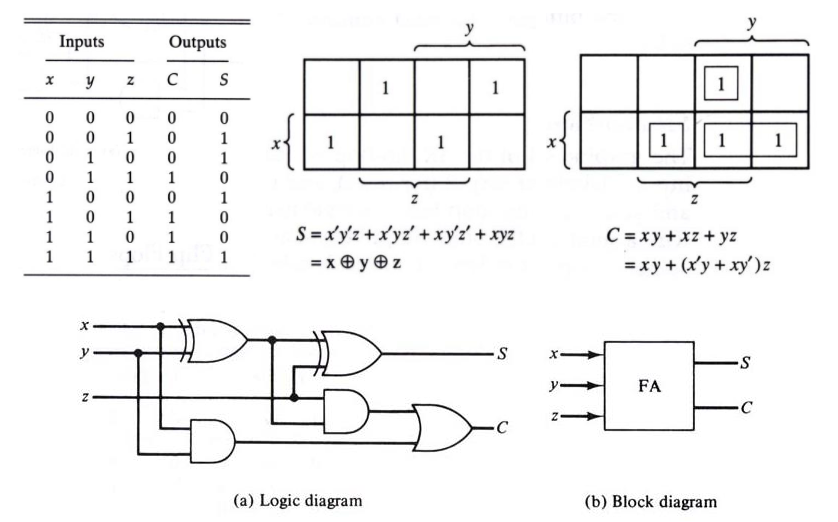 Inputs Outputs
x y z C S
0 0 0 0 0
0 0 1 0 1
0 1 0 0 1
0 1 1 1 0
1 0 0 0 1
1 0 1 1 0
1 1 0 1 0
1 1 1 1 1
y
1 1
x 1 1
z
S = x'y'z + x'yz' + xy'z' + xyz
= x ⊕ y ⊕ z
y
1
x 1 1 1
z
C = xy + xz + yz
= xy + (x'y + xy')z
x
y
z
S
C
(a) Logic diagram
x
y
z
FA
S
C
(b) Block diagram